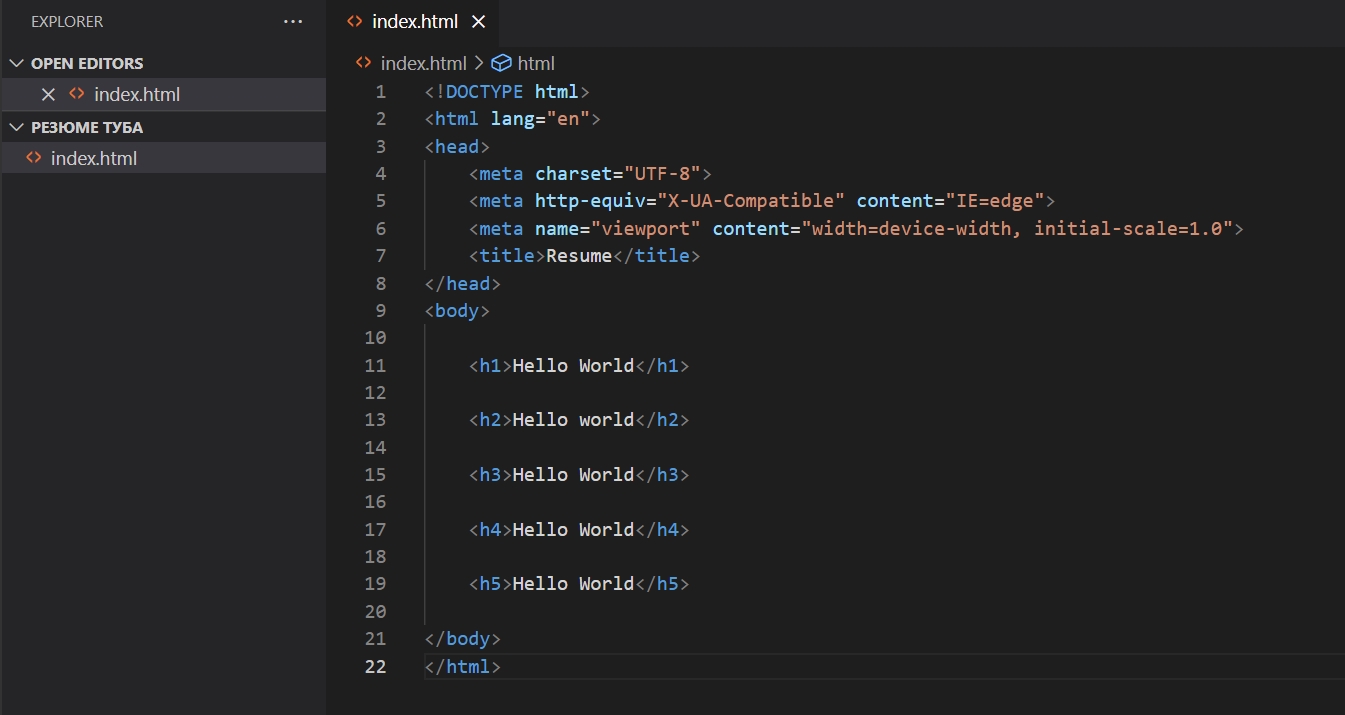 EXPLORER ...
OPEN EDITORS
index.html
РЕЗЮМЕ ТУБА
index.html
index.html
index.html > html
1 <!DOCTYPE html>
2 <html lang="en">
3 <head>
4 <meta charset="UTF-8">
5 <meta http-equiv="X-UA-Compatible" content="IE=edge">
6 <meta name="viewport" content="width=device-width, initial-scale=1.0">
7 <title>Resume</title>
8 </head>
9 <body>
10
11 <h1>Hello World</h1>
12
13 <h2>Hello world</h2>
14
15 <h3>Hello World</h3>
16
17 <h4>Hello World</h4>
18
19 <h5>Hello World</h5>
20
21 </body>
22 </html>